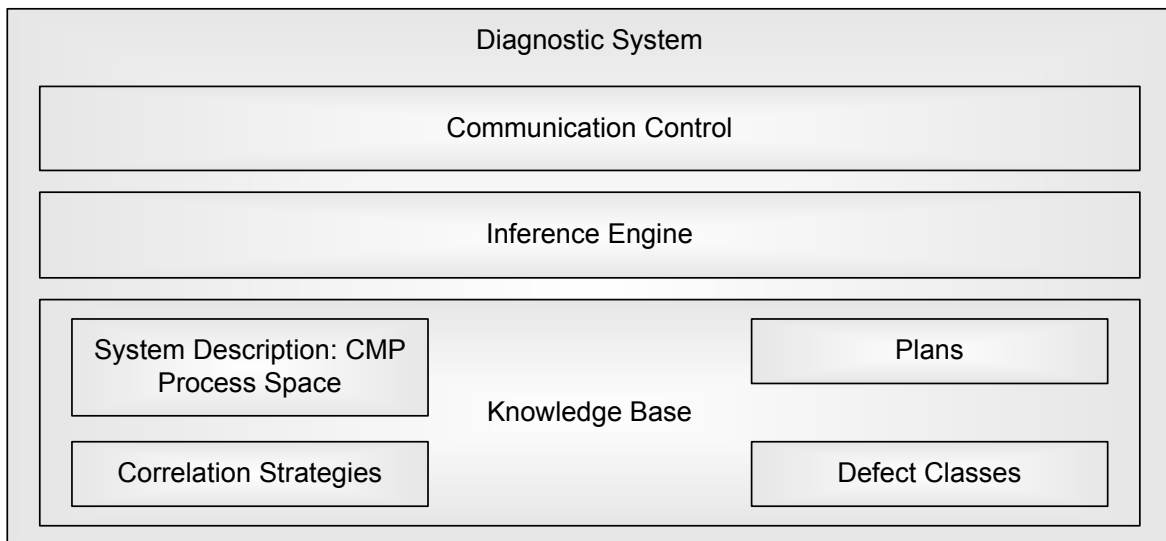 Diagnostic System
Communication Control
Inference Engine
System Description: CMP
Process Space
Plans
Knowledge Base
Correlation Strategies
Defect Classes